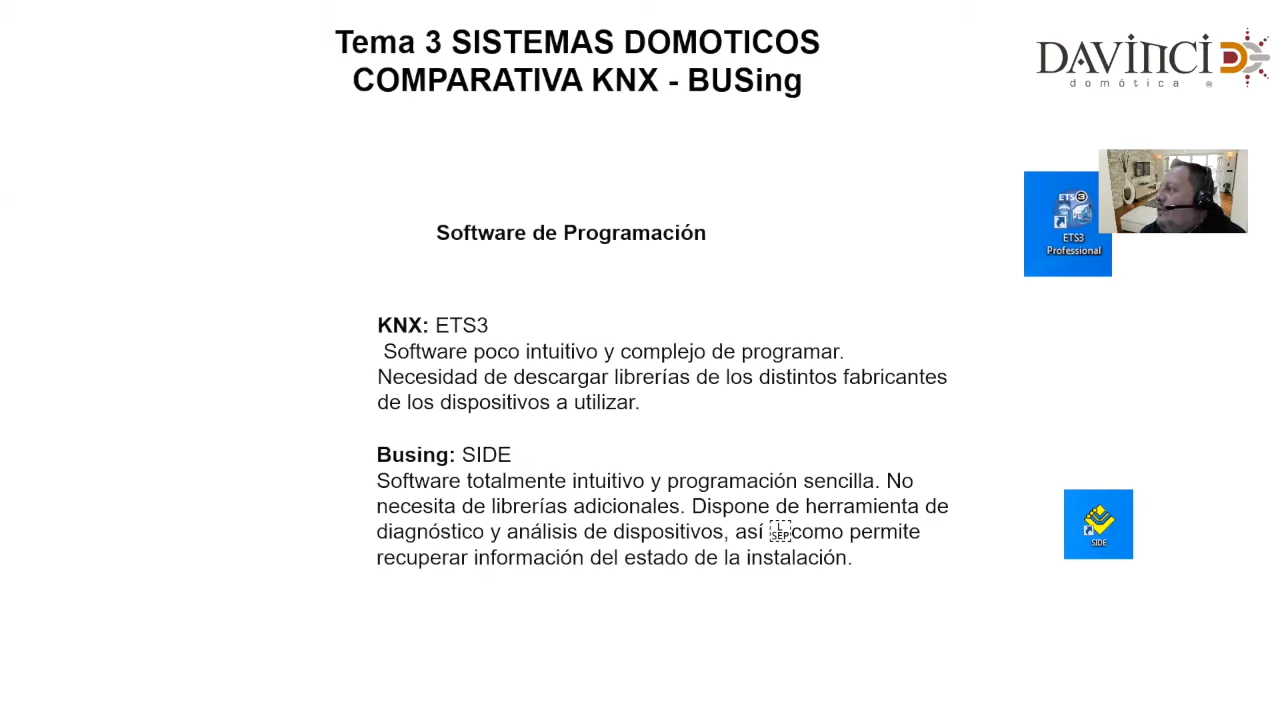 Tema 3 SISTEMAS DOMOTICOS
COMPARATIVA KNX - BUSing
DAVINCI
domótica ®
ETS3
ETS3
Professional
Software de Programación
KNX: ETS3
Software poco intuitivo y complejo de programar.
Necesidad de descargar librerías de los distintos fabricantes
de los dispositivos a utilizar.
Busing: SIDE
Software totalmente intuitivo y programación sencilla. No
necesita de librerías adicionales. Dispone de herramienta de
diagnóstico y análisis de dispositivos, así L SEP como permite
recuperar información del estado de la instalación.
SIDE